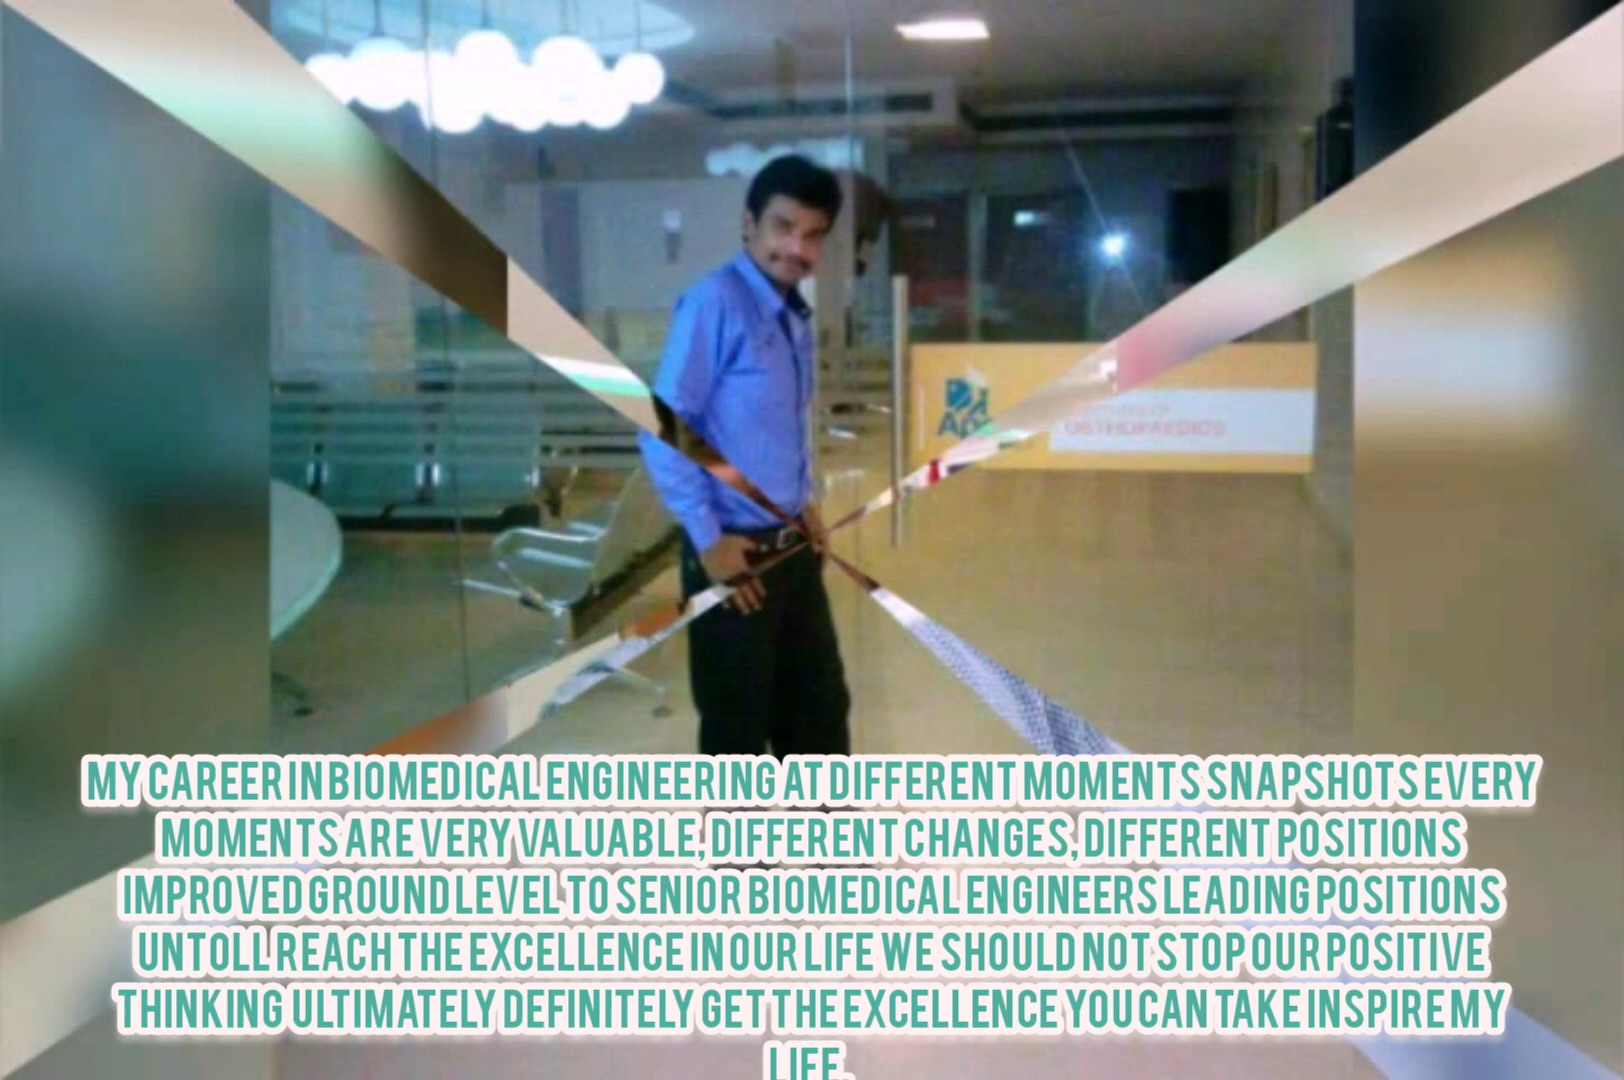 Ap
ORTHOPAEDICS
MY CAREER IN BIOMEDICAL ENGINEERING AT DIFFERENT MOMENTS SNAPSHOTS EVERY
MOMENTS ARE VERY VALUABLE, DIFFERENT CHANGES, DIFFERENT POSITIONS
IMPROVED GROUND LEVEL TO SENIOR BIOMEDICAL ENGINEERS LEADING POSITIONS
UNTOLL REACH THE EXCELLENCE IN OUR LIFE WE SHOULD NOT STOP OUR POSITIVE
THINKING ULTIMATELY DEFINITELY GET THE EXCELLENCE YOU CAN TAKE INSPIRE MY
LIFE.